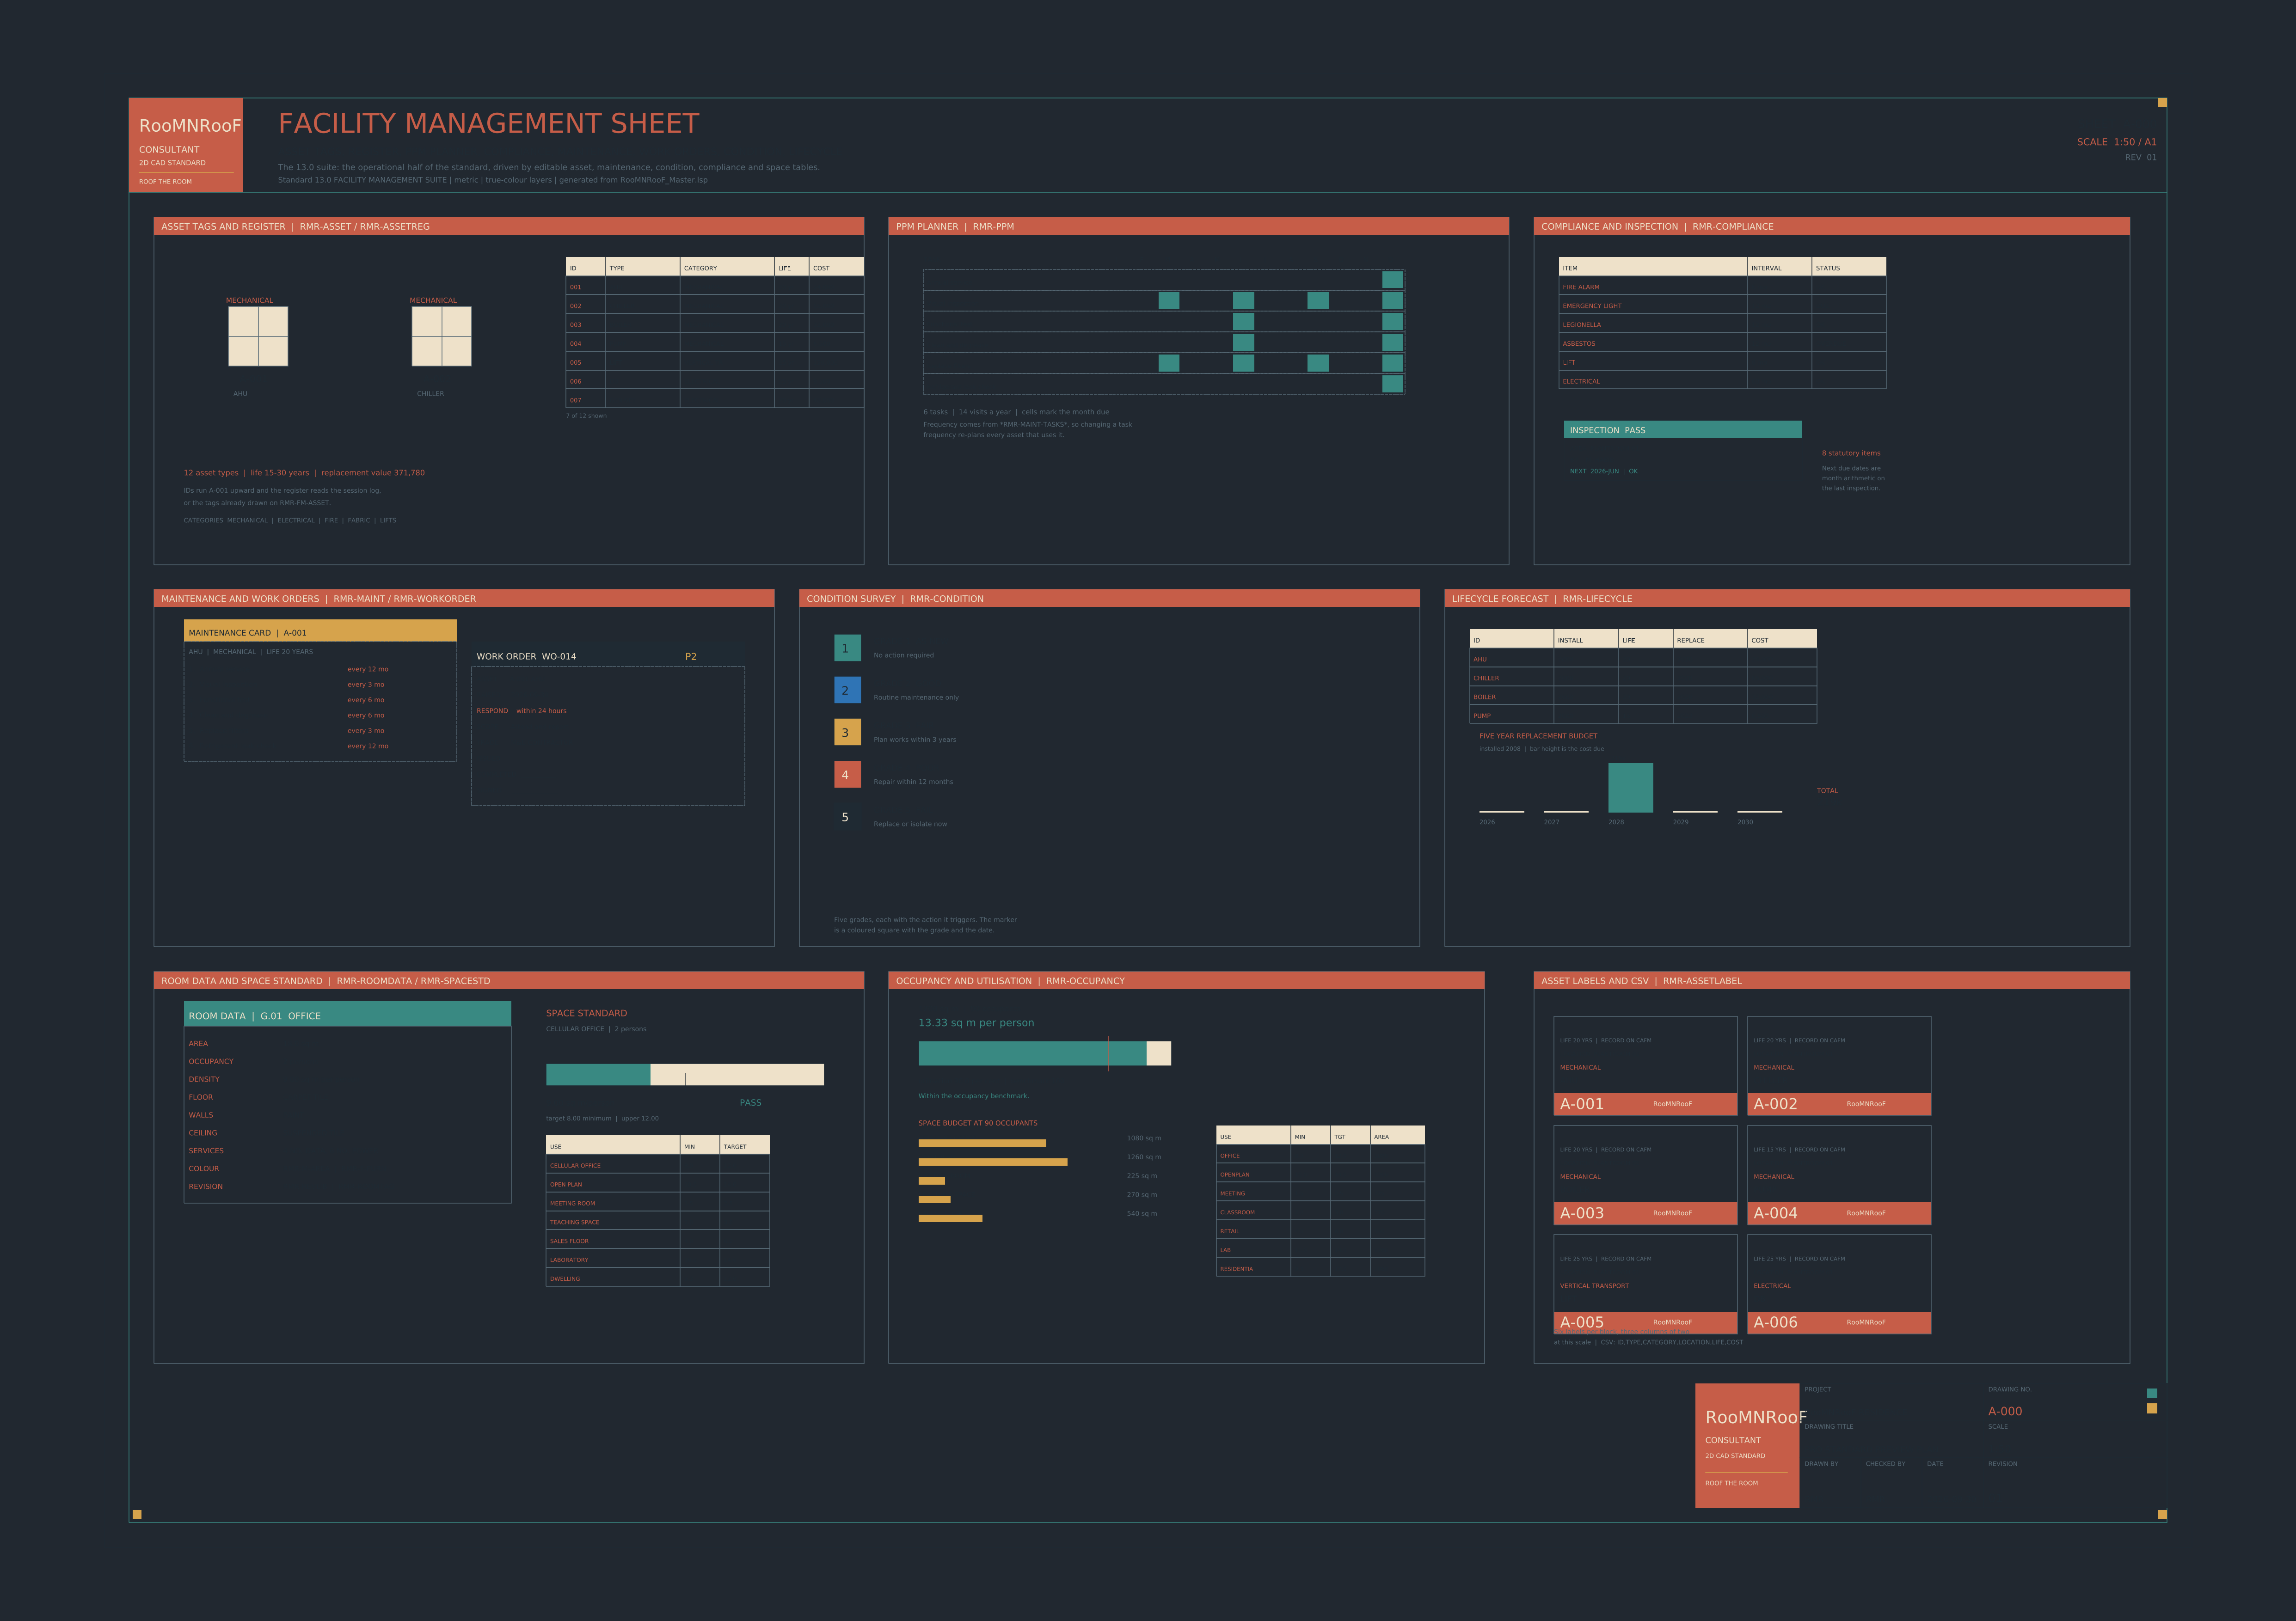 RooMNRooF
CONSULTANT
2D CAD STANDARD
ROOF THE ROOM
FACILITY MANAGEMENT SHEET
The 13.0 suite: the operational half of the standard, driven by editable asset, maintenance, condition, compliance and space tables.
Standard 13.0 FACILITY MANAGEMENT SUITE | metric | true-colour layers | generated from RooMNRooF_Master.lsp
SCALE 1:50 / A1
REV 01
ASSET TAGS AND REGISTER | RMR-ASSET / RMR-ASSETREG
MECHANICAL
AHU
MECHANICAL
CHILLER
ID TYPE CATEGORY LIFE COST
001
002
003
004
005
006
007
7 of 12 shown
12 asset types | life 15-30 years | replacement value 371,780
IDs run A-001 upward and the register reads the session log,
or the tags already drawn on RMR-FM-ASSET.
CATEGORIES MECHANICAL | ELECTRICAL | FIRE | FABRIC | LIFTS
PPM PLANNER | RMR-PPM
6 tasks | 14 visits a year | cells mark the month due
Frequency comes from *RMR-MAINT-TASKS*, so changing a task
frequency re-plans every asset that uses it.
COMPLIANCE AND INSPECTION | RMR-COMPLIANCE
ITEM INTERVAL STATUS
FIRE ALARM
EMERGENCY LIGHT
LEGIONELLA
ASBESTOS
LIFT
ELECTRICAL
INSPECTION PASS
NEXT 2026-JUN | OK
8 statutory items
Next due dates are
month arithmetic on
the last inspection.
MAINTENANCE AND WORK ORDERS | RMR-MAINT / RMR-WORKORDER
MAINTENANCE CARD | A-001
AHU | MECHANICAL | LIFE 20 YEARS
every 12 mo
every 3 mo
every 6 mo
every 6 mo
every 3 mo
every 12 mo
WORK ORDER WO-014 P2
RESPOND within 24 hours
CONDITION SURVEY | RMR-CONDITION
1 No action required
2 Routine maintenance only
3 Plan works within 3 years
4 Repair within 12 months
5 Replace or isolate now
Five grades, each with the action it triggers. The marker
is a coloured square with the grade and the date.
LIFECYCLE FORECAST | RMR-LIFECYCLE
ID INSTALL LIFE REPLACE COST
AHU
CHILLER
BOILER
PUMP
FIVE YEAR REPLACEMENT BUDGET
installed 2008 | bar height is the cost due
TOTAL
2026 2027 2028 2029 2030
ROOM DATA AND SPACE STANDARD | RMR-ROOMDATA / RMR-SPACESTD
ROOM DATA | G.01 OFFICE
AREA
OCCUPANCY
DENSITY
FLOOR
WALLS
CEILING
SERVICES
COLOUR
REVISION
SPACE STANDARD
CELLULAR OFFICE | 2 persons
PASS
target 8.00 minimum | upper 12.00
USE MIN TARGET
CELLULAR OFFICE
OPEN PLAN
MEETING ROOM
TEACHING SPACE
SALES FLOOR
LABORATORY
DWELLING
OCCUPANCY AND UTILISATION | RMR-OCCUPANCY
13.33 sq m per person
Within the occupancy benchmark.
SPACE BUDGET AT 90 OCCUPANTS
1080 sq m
1260 sq m
225 sq m
270 sq m
540 sq m
USE MIN TGT AREA
OFFICE
OPENPLAN
MEETING
CLASSROOM
RETAIL
LAB
RESIDENTIA
ASSET LABELS AND CSV | RMR-ASSETLABEL
LIFE 20 YRS | RECORD ON CAFM
MECHANICAL
A-001 RooMNRooF
LIFE 20 YRS | RECORD ON CAFM
MECHANICAL
A-002 RooMNRooF
LIFE 20 YRS | RECORD ON CAFM
MECHANICAL
A-003 RooMNRooF
LIFE 15 YRS | RECORD ON CAFM
MECHANICAL
A-004 RooMNRooF
LIFE 25 YRS | RECORD ON CAFM
VERTICAL TRANSPORT
A-005 RooMNRooF
LIFE 25 YRS | RECORD ON CAFM
ELECTRICAL
A-006 RooMNRooF
at this scale | CSV: ID,TYPE,CATEGORY,LOCATION,LIFE,COST
RooMNRooF
CONSULTANT
2D CAD STANDARD
ROOF THE ROOM
PROJECT
DRAWING TITLE
DRAWN BY CHECKED BY DATE
DRAWING NO.
A-000
SCALE
REVISION